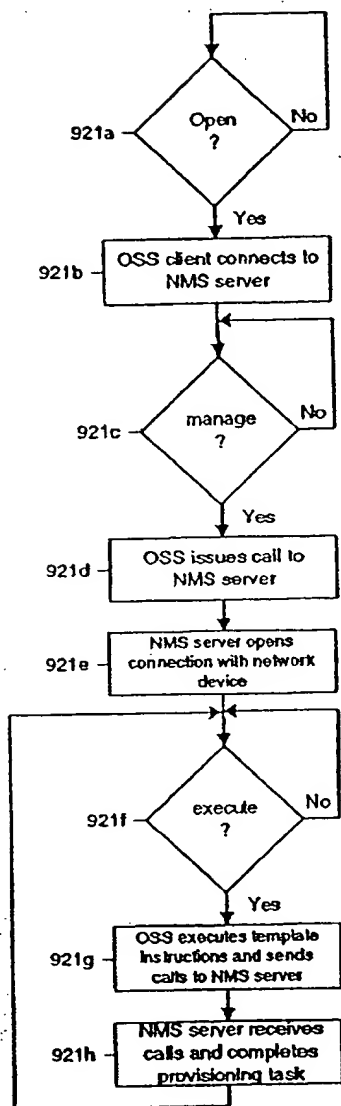 Open
?
No
921a
Yes
OSS client connects to
NMS server
921b
manage
?
No
921c
Yes
OSS issues call to
NMS server
921d
NMS server opens
connection with network
device
921e
execute
?
No
921f
Yes
OSS executes template
Instructions and sends
calls to NMS server
921g
NMS server receives
calls and completes
provisioning task
921h